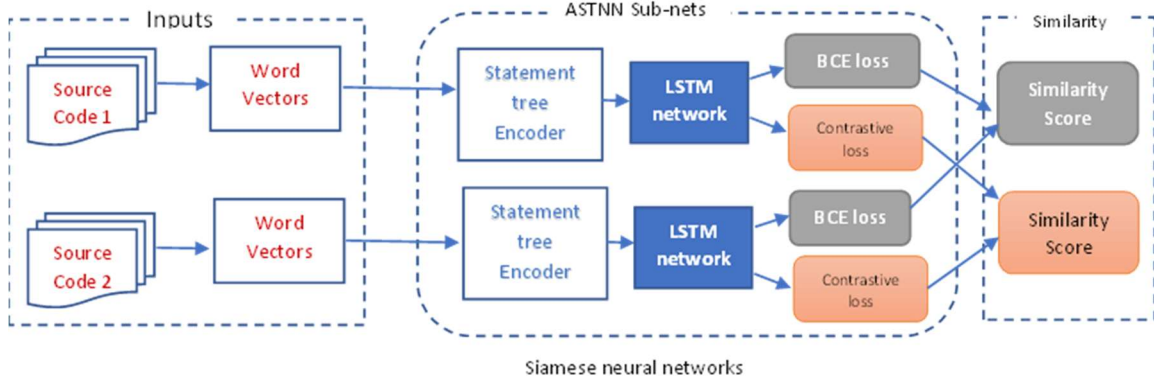 Inputs
ASTNN Sub-nets
Similarity
Source
Code 1
Word
Vectors
Statement
tree
Encoder
LSTM
network
BCE loss
Contrastive
loss
Similarity
Score
Source
Code 2
Word
Vectors
Statement
tree
Encoder
LSTM
network
BCE loss
Contrastive
loss
Similarity
Score
Siamese neural networks